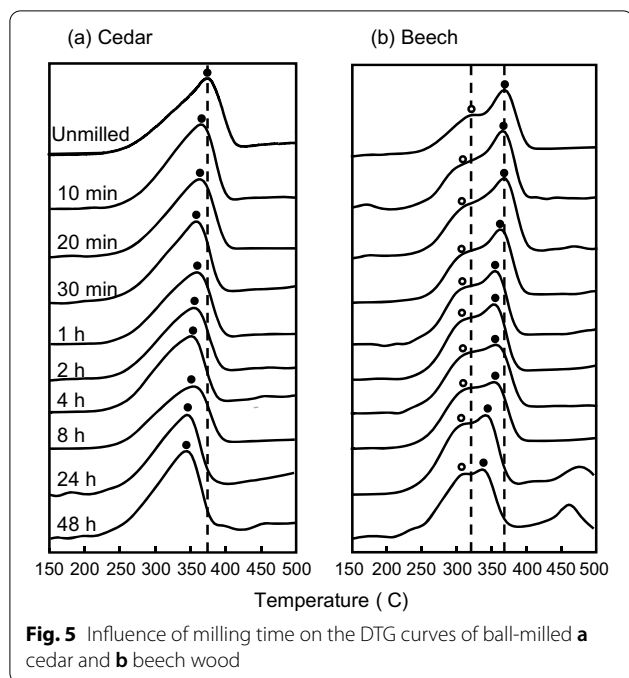 (a) Cedar (b) Beech
Unmilled
10 min
20 min
30 min
1 h
2 h
4 h
8 h
24 h
48 h
150 200 250 300 350 400 450 500 150 200 250 300 350 400 450 500
Temperature ( C)
Fig. 5 Influence of milling time on the DTG curves of ball-milled a
cedar and b beech wood